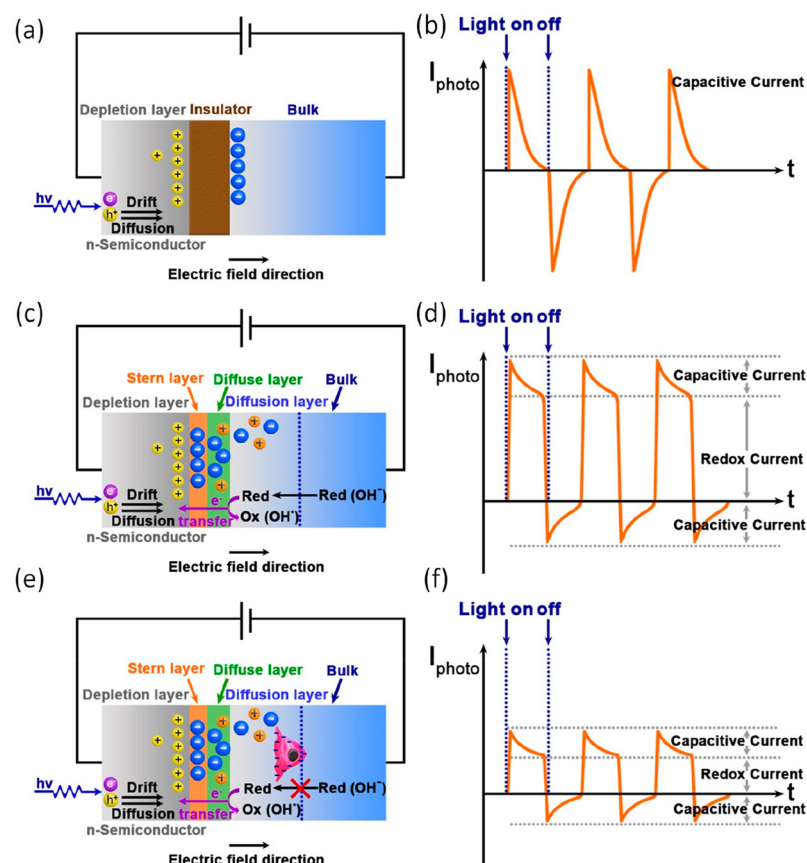 (a)
Depletion layer Insulator Bulk
+ + + + + + +
− − − − −
hv
e⁻
h⁺
Drift
Diffusion
n-Semiconductor
Electric field direction
(b)
Light on off
I photo
Capacitive Current
t
(c)
Stern layer
Diffuse layer
Bulk
Depletion layer
Diffusion layer
hv
e⁻
h⁺
Drift
Diffusion
e⁻
transfer
Red
Red (OH⁻)
Ox (OH•)
n-Semiconductor
Electric field direction
(d)
Light on off
I photo
Capacitive Current
Redox Current
t
Capacitive Current
(e)
Stern layer
Diffuse layer
Bulk
Depletion layer
Diffusion layer
hv
e⁻
h⁺
Drift
Diffusion
e⁻
transfer
Red
Red (OH⁻)
Ox (OH•)
n-Semiconductor
Electric field direction
(f)
Light on off
I photo
Capacitive Current
Redox Current
t
Capacitive Current